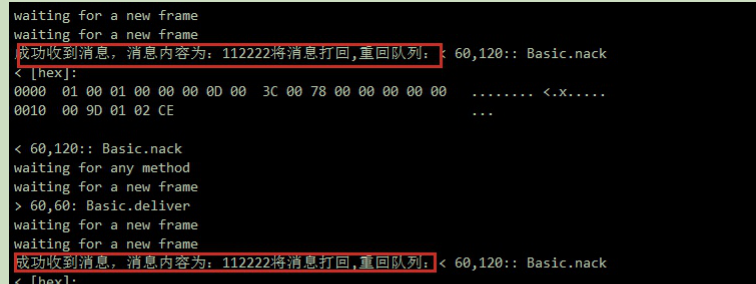 waiting for a new frame
waiting for a new frame
成功收到消息，消息内容为：112222将消息打回,重回队列：< 60,120:: Basic.nack
< [hex]:
0000  01 00 01 00 00 00 0D 00  3C 00 78 00 00 00 00 00   ........ <.x.....
0010  00 9D 01 02 CE                                     ...
< 60,120:: Basic.nack
waiting for any method
waiting for a new frame
> 60,60: Basic.deliver
waiting for a new frame
waiting for a new frame
成功收到消息，消息内容为：112222将消息打回,重回队列：< 60,120:: Basic.nack
< [hex]: